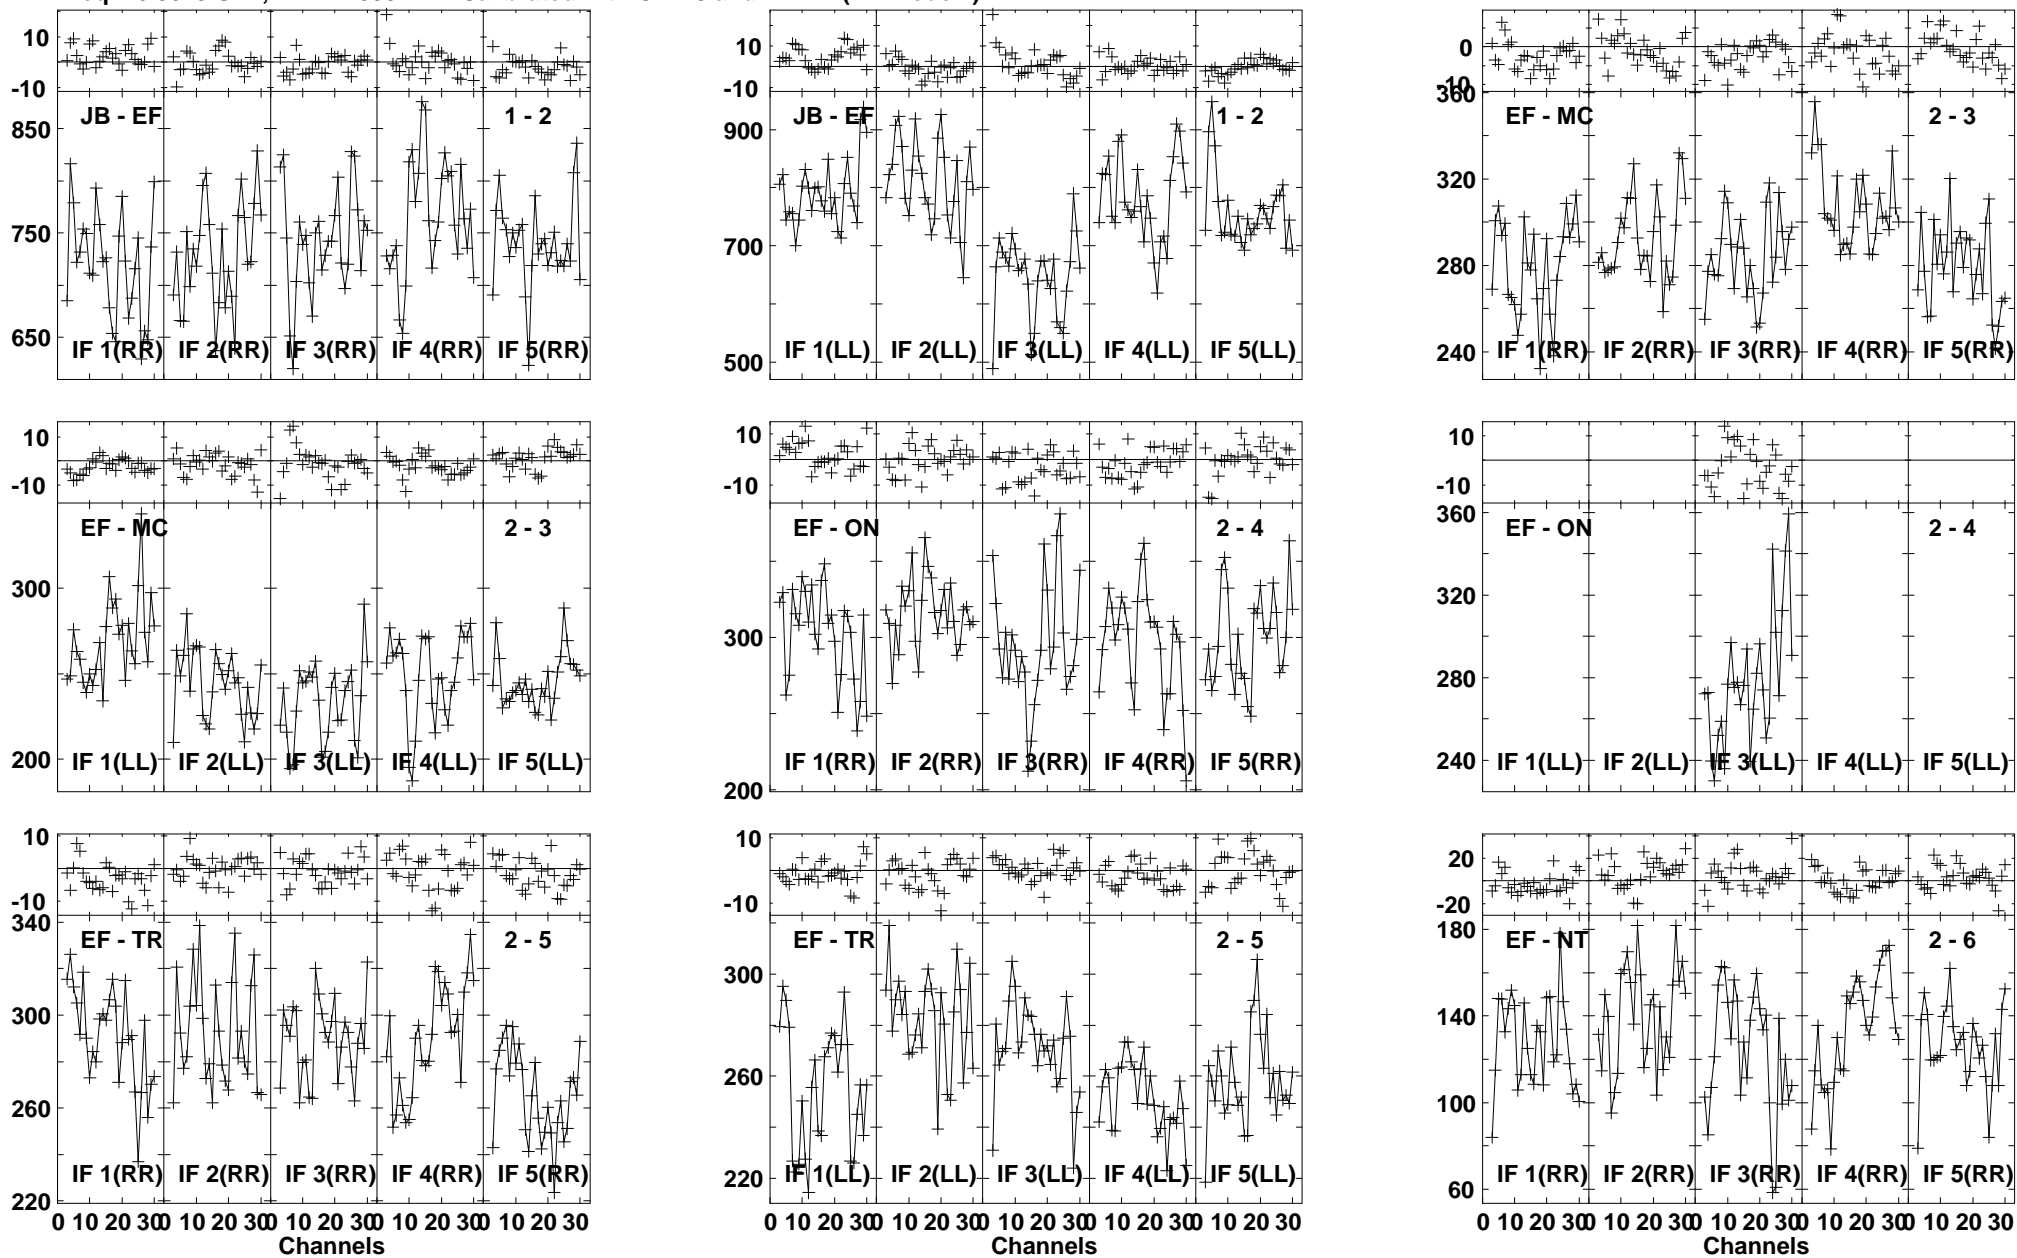 10 10 0
-10 -10 10
JB - EF 1 - 2 JB - EF 1 - 2 EF - MC 2 - 3
360
850 900 320
750 700 280
650 500 240
IF 1(RR) IF 2(RR) IF 3(RR) IF 4(RR) IF 5(RR) IF 1(LL) IF 2(LL) IF 3(LL) IF 4(LL) IF 5(LL) IF 1(RR) IF 2(RR) IF 3(RR) IF 4(RR) IF 5(RR)
10 10 10
-10 -10 -10
EF - MC 2 - 3 EF - ON 2 - 4 EF - ON 2 - 4
360
300 300 320
280
200 200 240
IF 1(LL) IF 2(LL) IF 3(LL) IF 4(LL) IF 5(LL) IF 1(RR) IF 2(RR) IF 3(RR) IF 4(RR) IF 5(RR) IF 1(LL) IF 2(LL) IF 3(LL) IF 4(LL) IF 5(LL)
10 10 20
-10 -10 -20
EF - TR 2 - 5 EF - TR 2 - 5 EF - NT 2 - 6
340 180
300 300 140
260 260 100
220 220 60
IF 1(RR) IF 2(RR) IF 3(RR) IF 4(RR) IF 5(RR) IF 1(LL) IF 2(LL) IF 3(LL) IF 4(LL) IF 5(LL) IF 1(RR) IF 2(RR) IF 3(RR) IF 4(RR) IF 5(RR)
0 10 20 30 0 10 20 30 0 10 20 30 0 10 20 30 0 10 20 30 0 10 20 30 0 10 20 30 0 10 20 30 0 10 20 30 0 10 20 30 0 10 20 30 0 10 20 30 0 10 20 30 0 10 20 30 0 10 20 30
Channels Channels Channels